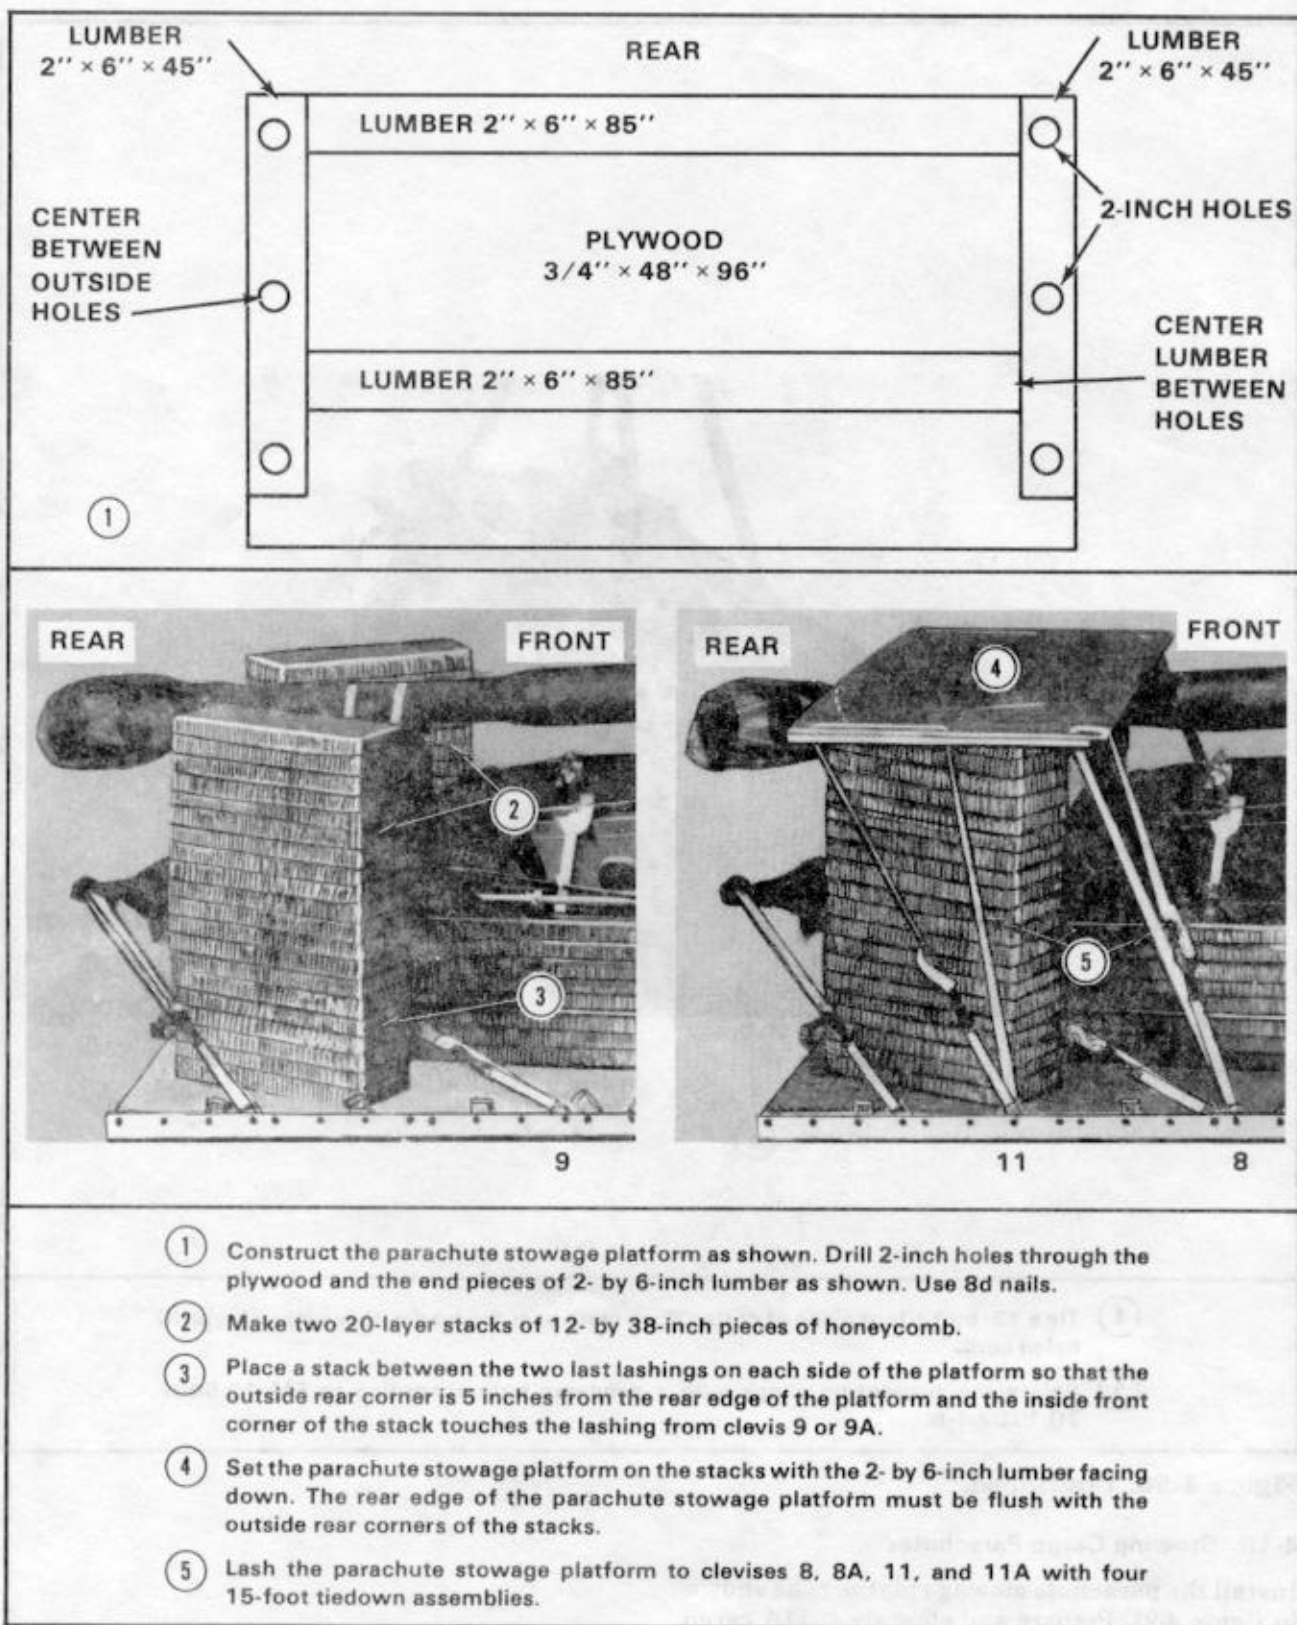 LUMBER
2'' × 6'' × 45''
REAR
LUMBER
2'' × 6'' × 45''
LUMBER 2'' × 6'' × 85''
2-INCH HOLES
CENTER
BETWEEN
OUTSIDE
HOLES
PLYWOOD
3/4'' × 48'' × 96''
CENTER
LUMBER
BETWEEN
HOLES
LUMBER 2'' × 6'' × 85''
1
REAR
FRONT
2
3
9
REAR
FRONT
4
5
11
8
1 Construct the parachute stowage platform as shown. Drill 2-inch holes through the
plywood and the end pieces of 2- by 6-inch lumber as shown. Use 8d nails.
2 Make two 20-layer stacks of 12- by 38-inch pieces of honeycomb.
3 Place a stack between the two last lashings on each side of the platform so that the
outside rear corner is 5 inches from the rear edge of the platform and the inside front
corner of the stack touches the lashing from clevis 9 or 9A.
4 Set the parachute stowage platform on the stacks with the 2- by 6-inch lumber facing
down. The rear edge of the parachute stowage platform must be flush with the
outside rear corners of the stacks.
5 Lash the parachute stowage platform to clevises 8, 8A, 11, and 11A with four
15-foot tiedown assemblies.